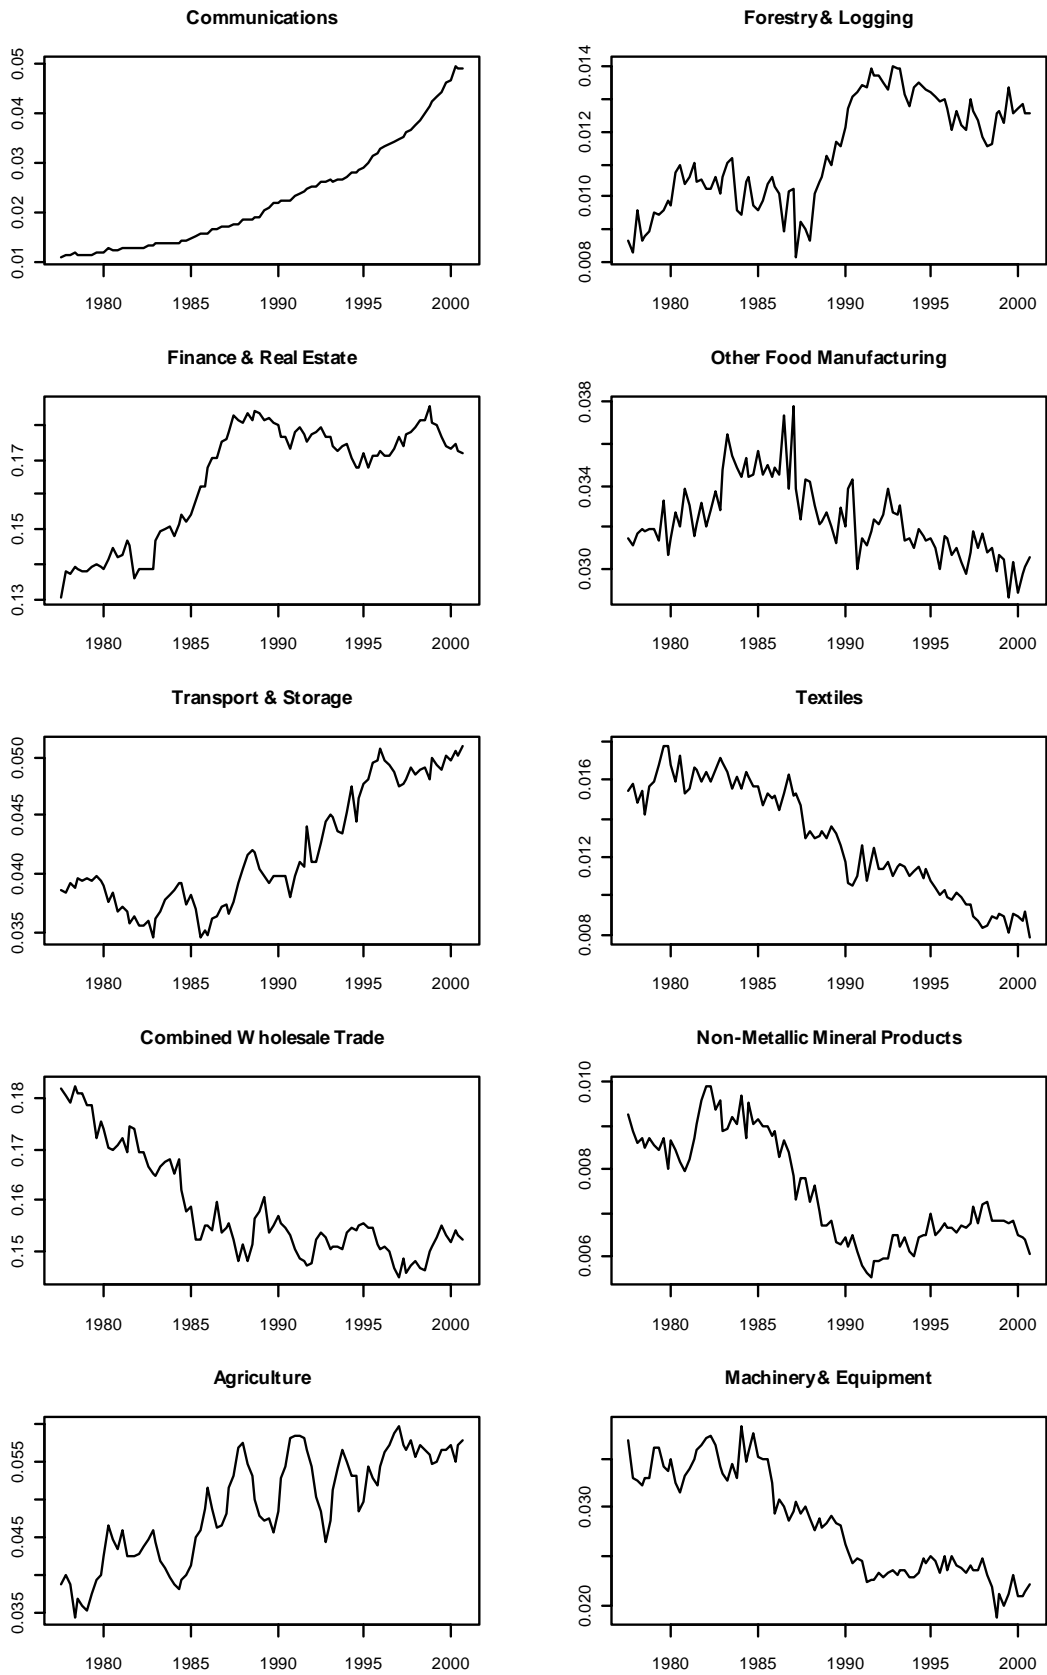 Communications
0.05
0.04
0.03
0.02
0.01
1980 1985 1990 1995 2000
Forestry & Logging
0.014
0.012
0.010
0.008
1980 1985 1990 1995 2000
Finance & Real Estate
0.17
0.15
0.13
1980 1985 1990 1995 2000
Other Food Manufacturing
0.038
0.034
0.030
1980 1985 1990 1995 2000
Transport & Storage
0.050
0.045
0.040
0.035
1980 1985 1990 1995 2000
Textiles
0.016
0.012
0.008
1980 1985 1990 1995 2000
Combined Wholesale Trade
0.18
0.17
0.16
0.15
1980 1985 1990 1995 2000
Non-Metallic Mineral Products
0.010
0.008
0.006
1980 1985 1990 1995 2000
Agriculture
0.055
0.045
0.035
1980 1985 1990 1995 2000
Machinery & Equipment
0.030
0.020
1980 1985 1990 1995 2000